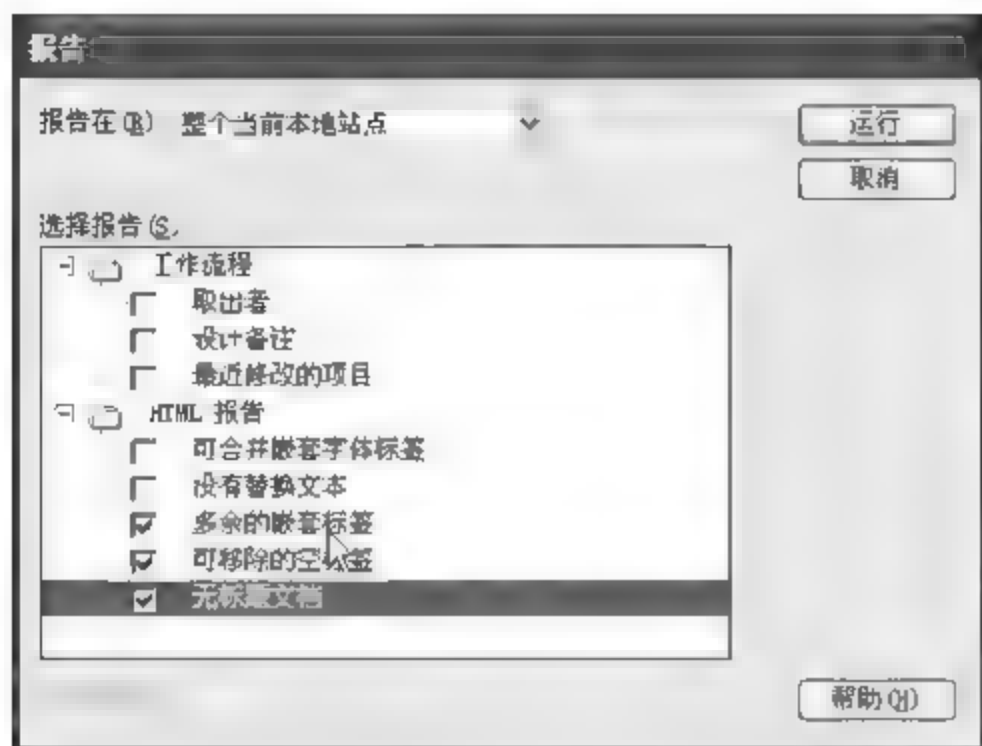 报告
报告在(R) 整个当前本地站点
运行
取消
选择报告(S)
工作流程
取出者
设计备注
最近修改的项目
HTML 报告
可合并嵌套字体标签
没有替换文本
多余的嵌套标签
可移除的空标签
无标题文档
帮助(H)